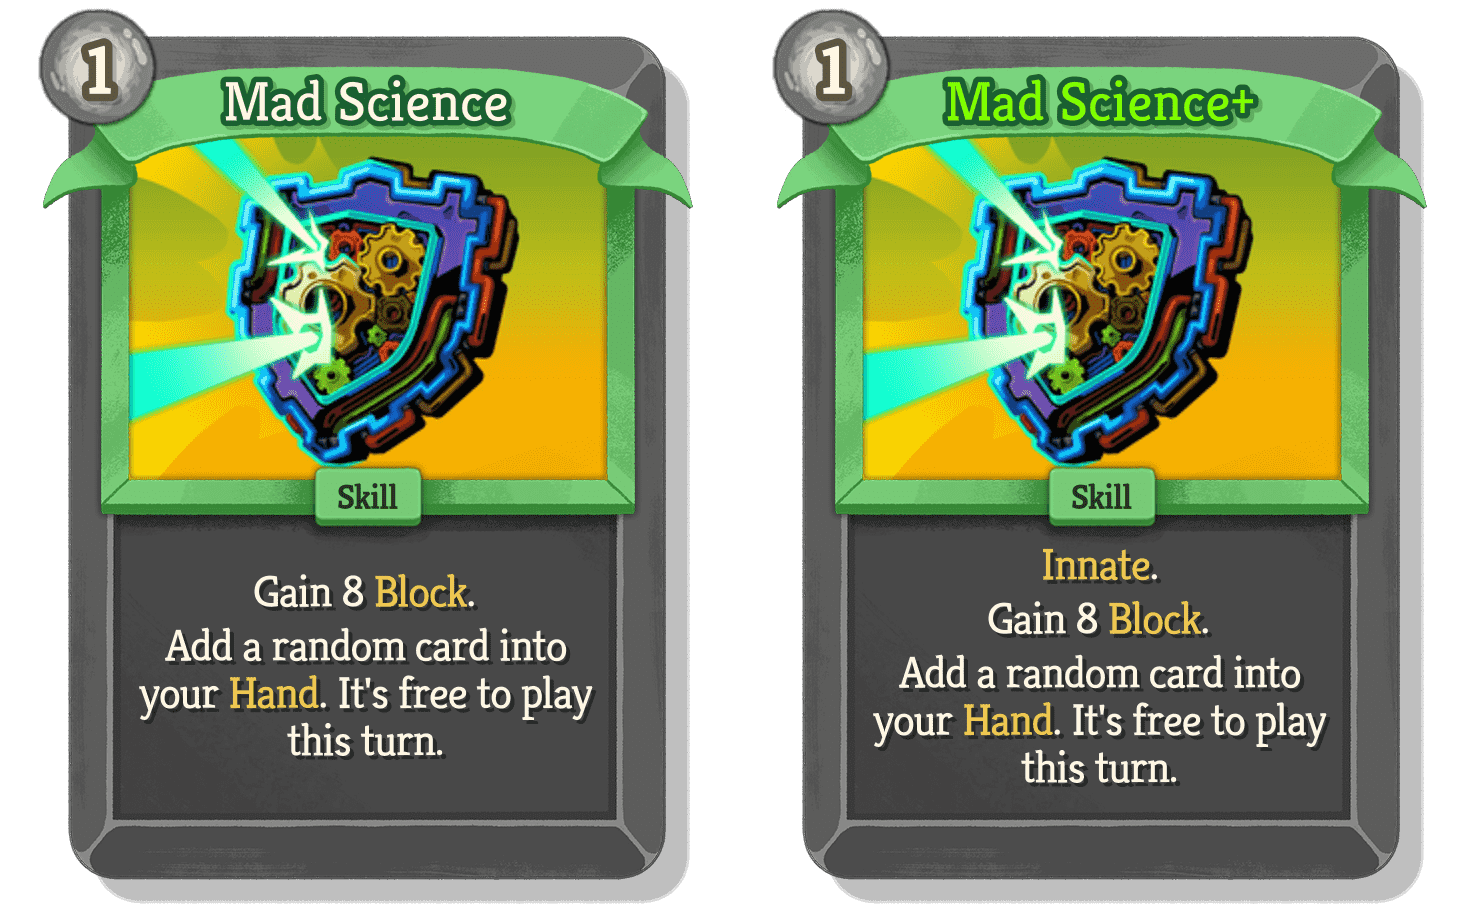 1
Mad Science
Skill
Gain 8 Block.
Add a random card into
your Hand. It's free to play
this turn.
1
Mad Science+
Skill
Innate.
Gain 8 Block.
Add a random card into
your Hand. It's free to play
this turn.